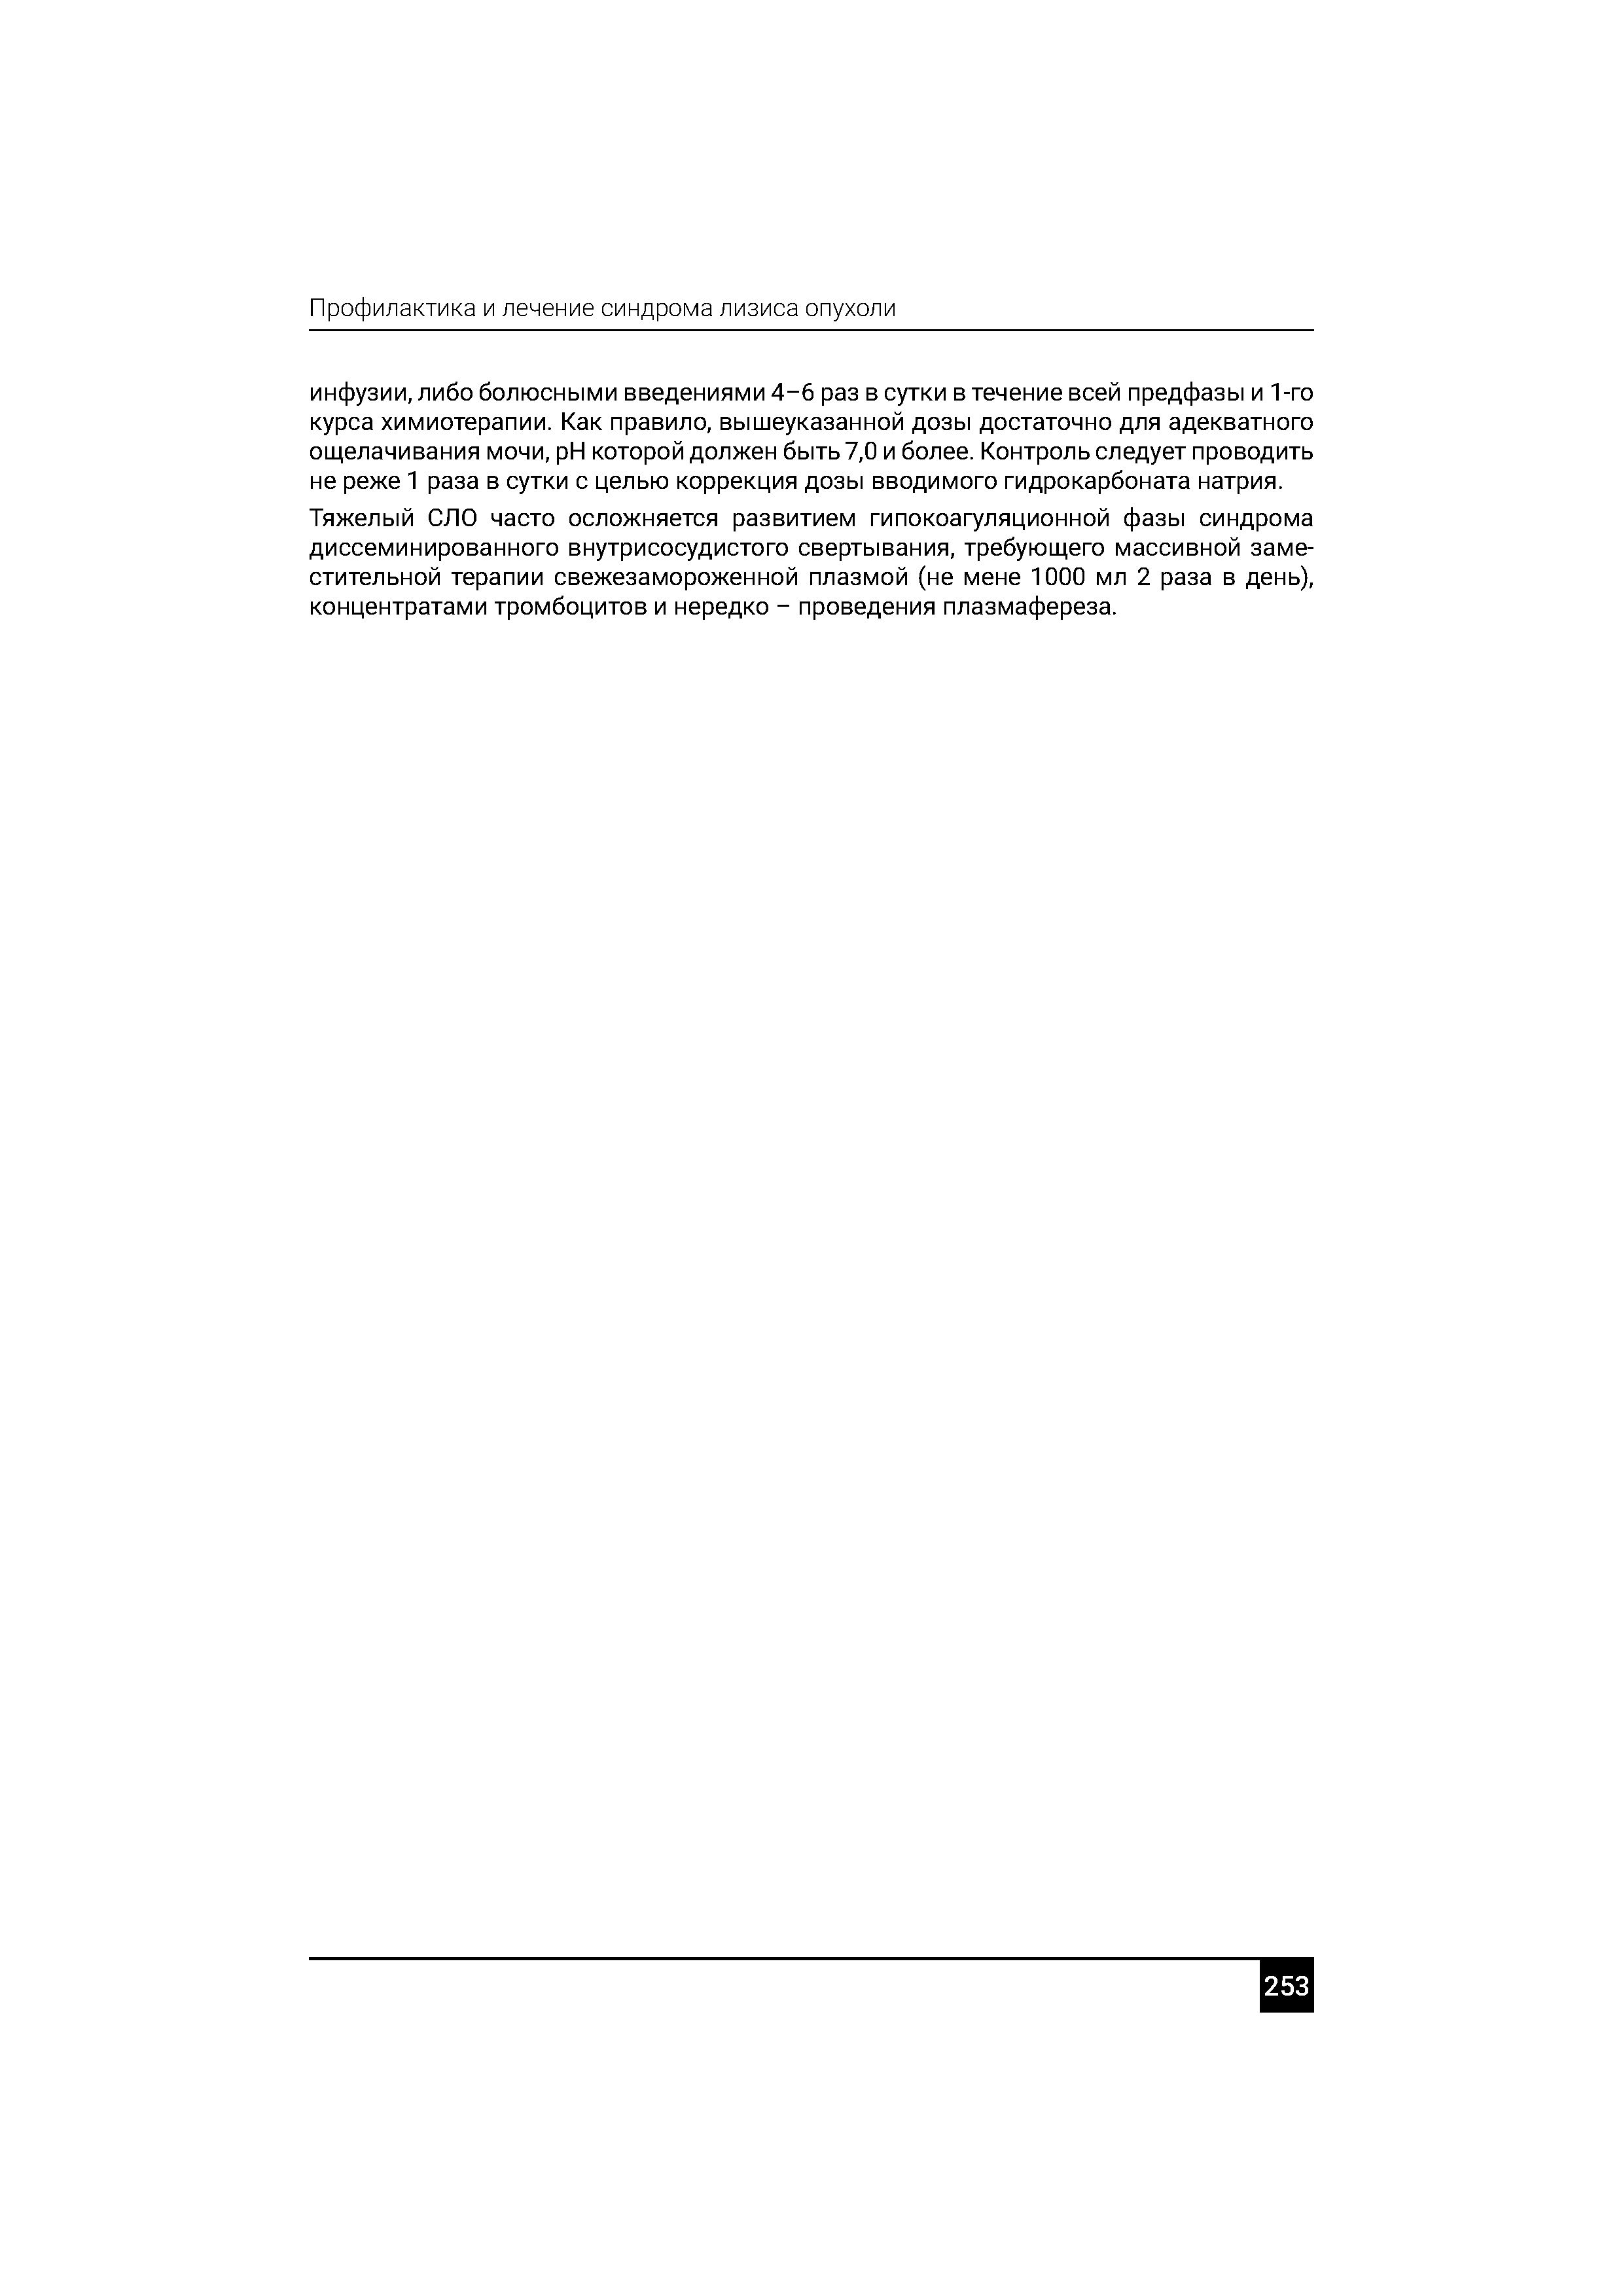 Профилактика и лечение синдрома лизиса опухоли
инфузии, либо болюсными введениями 4–6 раз в сутки в течение всей предфазы и 1-го
курса химиотерапии. Как правило, вышеуказанной дозы достаточно для адекватного
ощелачивания мочи, pH которой должен быть 7,0 и более. Контроль следует проводить
не реже 1 раза в сутки с целью коррекция дозы вводимого гидрокарбоната натрия.
Тяжелый СЛО часто осложняется развитием гипокоагуляционной фазы синдрома
диссеминированного внутрисосудистого свертывания, требующего массивной заме-
стительной терапии свежезамороженной плазмой (не мене 1000 мл 2 раза в день),
концентратами тромбоцитов и нередко – проведения плазмафереза.
253